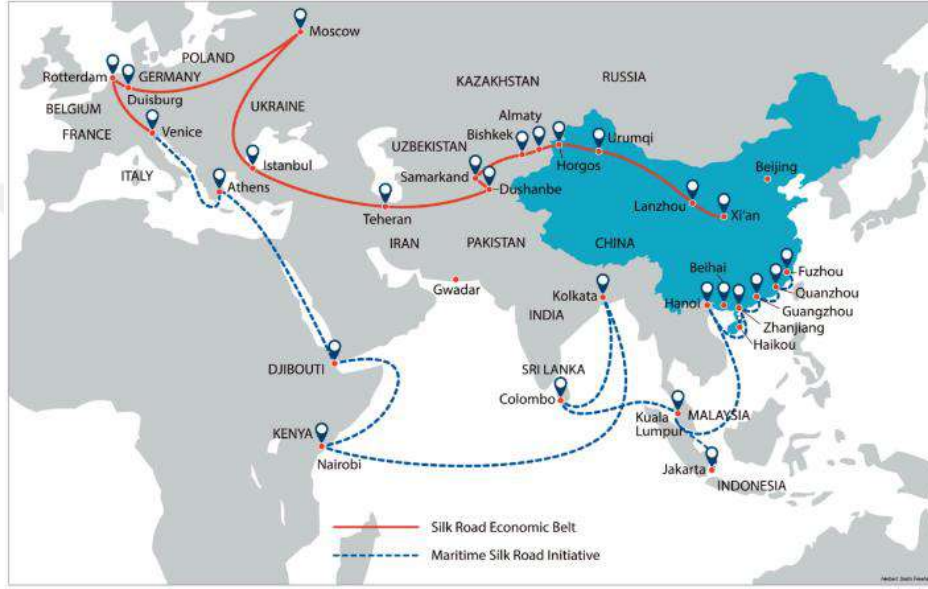 Moscow
POLAND
Rotterdam
GERMANY
Duisburg
KAZAKHSTAN
RUSSIA
BELGIUM
UKRAINE
Almaty
FRANCE
Venice
Bishkek
Urumqi
UZBEKISTAN
Horgos
Istanbul
Beijing
ITALY
Samarkand
Athens
Dushanbe
Lanzhou
Xi'an
Teheran
IRAN
PAKISTAN
CHINA
Beihai
Fuzhou
Gwadar
Kolkata
Hanoi
Quanzhou
INDIA
Guangzhou
Zhanjiang
Haikou
DJIBOUTI
SRI LANKA
Colombo
Kuala
Lumpur
MALAYSIA
KENYA
Nairobi
Jakarta
INDONESIA
Silk Road Economic Belt
Maritime Silk Road Initiative